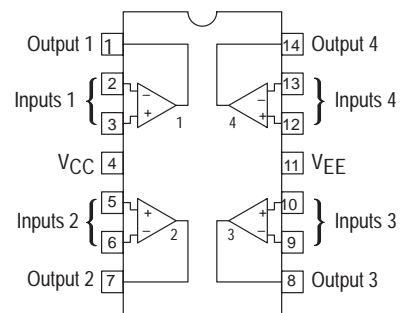 Output 1 1 14 Output 4
2 13
Inputs 1 { − − } Inputs 4
3 + + 12
1 4
VCC 4 11 VEE
5 + + 10
Inputs 2 { 2 3 } Inputs 3
6 − − 9
Output 2 7 8 Output 3